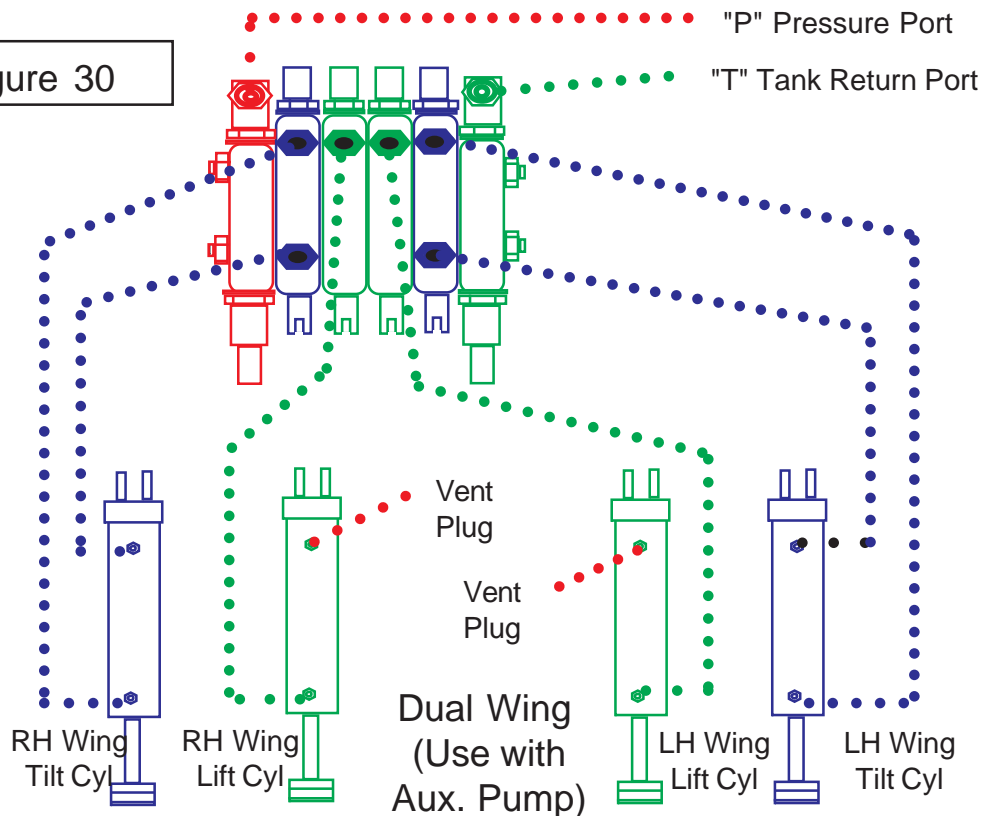 "P" Pressure Port
gure 30
"T" Tank Return Port
Vent
Plug
Vent
Plug
RH Wing
Tilt Cyl
RH Wing
Lift Cyl
Dual Wing
(Use with
Aux. Pump)
LH Wing
Lift Cyl
LH Wing
Tilt Cyl